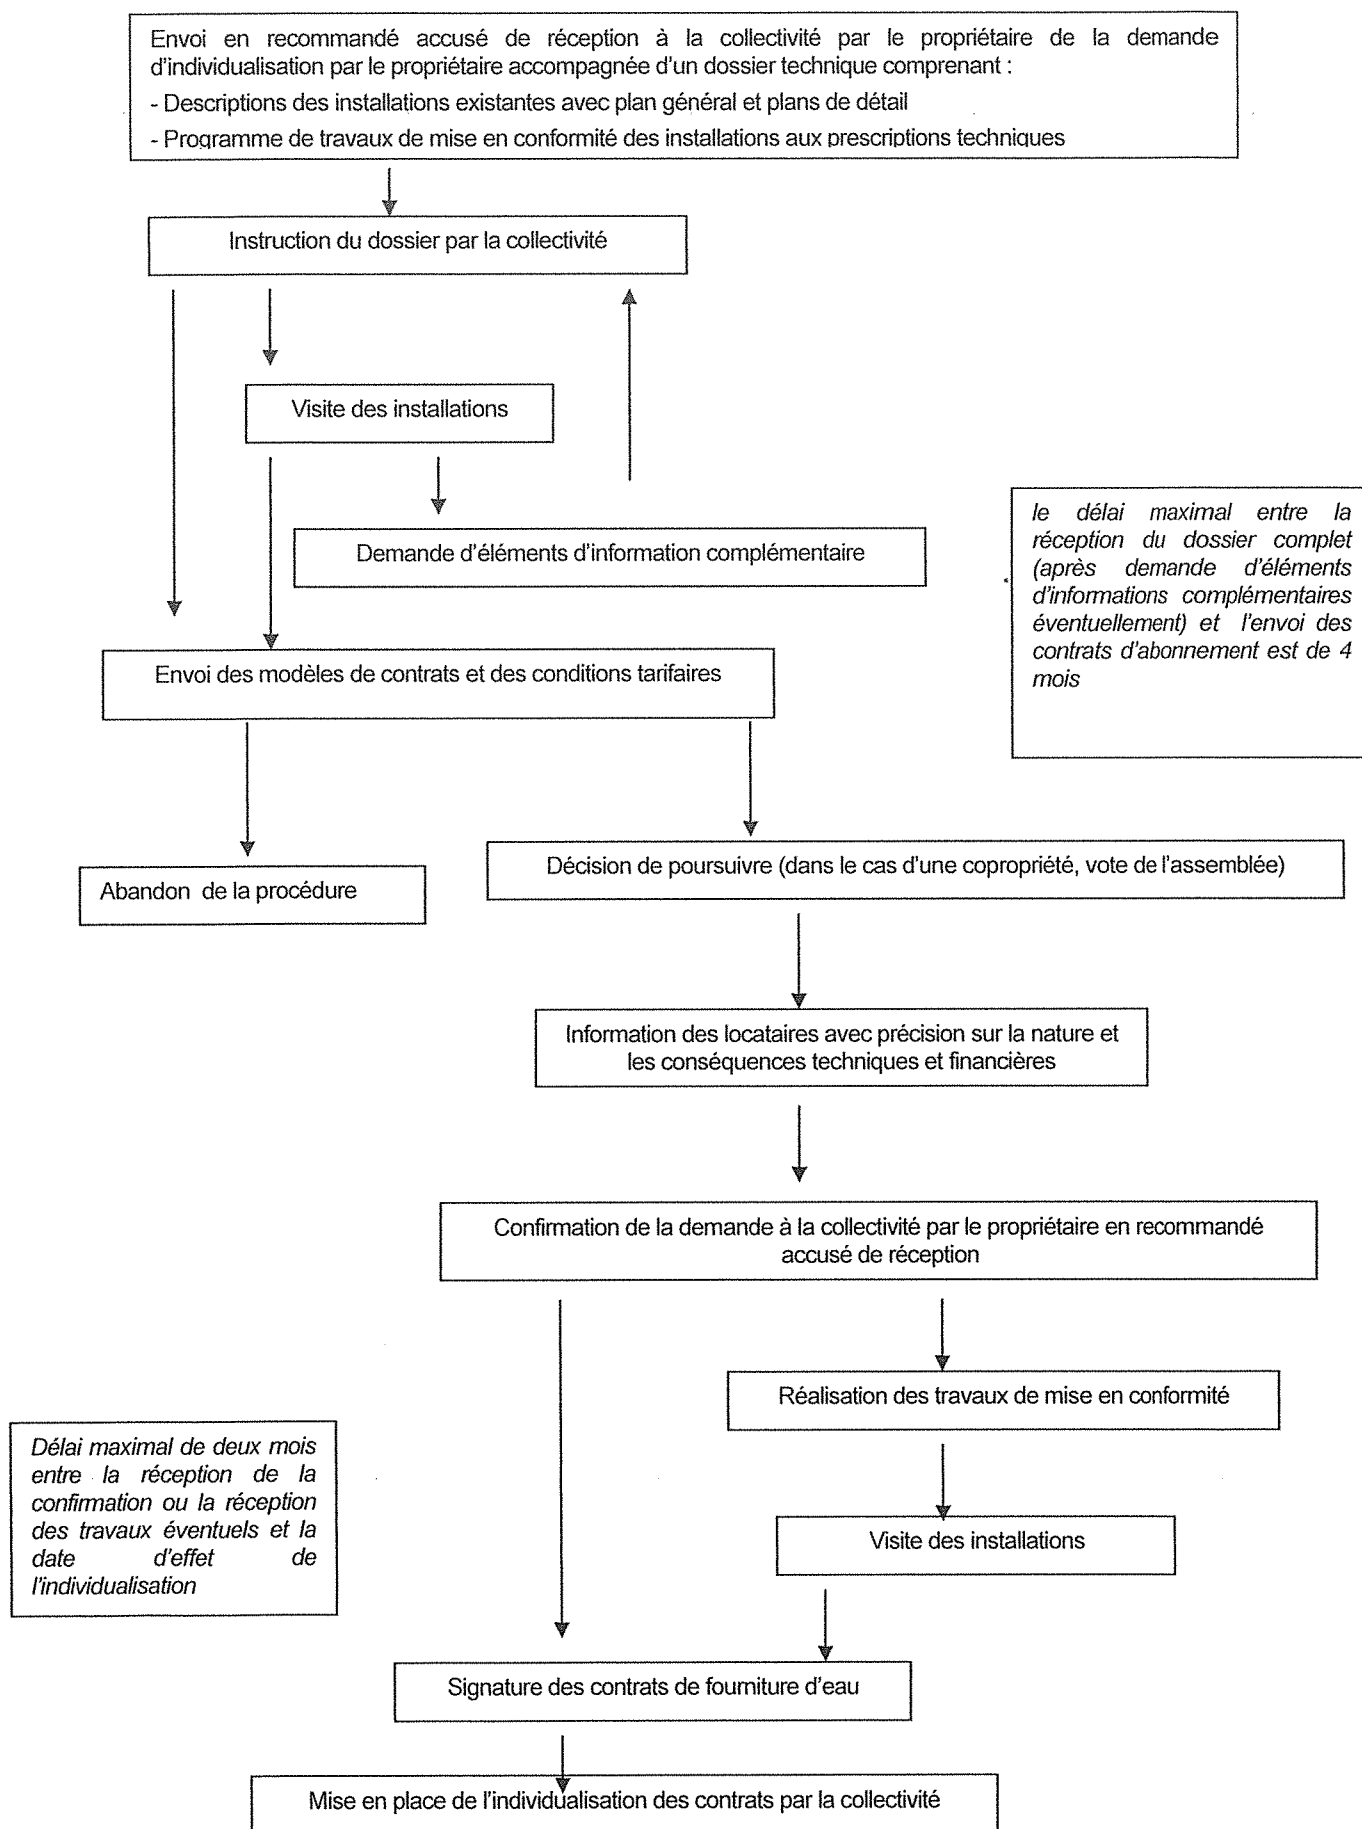 Envoi en recommandé accusé de réception à la collectivité par le propriétaire de la demande
d'individualisation par le propriétaire accompagnée d'un dossier technique comprenant :
- Descriptions des installations existantes avec plan général et plans de détail
- Programme de travaux de mise en conformité des installations aux prescriptions techniques
Instruction du dossier par la collectivité
Visite des installations
Demande d'éléments d'information complémentaire
le délai maximal entre la
réception du dossier complet
(après demande d'éléments
d'informations complémentaires
éventuellement) et l'envoi des
contrats d'abonnement est de 4
mois
Envoi des modèles de contrats et des conditions tarifaires
Abandon de la procédure
Décision de poursuivre (dans le cas d'une copropriété, vote de l'assemblée)
Information des locataires avec précision sur la nature et
les conséquences techniques et financières
Confirmation de la demande à la collectivité par le propriétaire en recommandé
accusé de réception
Réalisation des travaux de mise en conformité
Délai maximal de deux mois
entre la réception de la
confirmation ou la réception
des travaux éventuels et la
date d'effet de
l'individualisation
Visite des installations
Signature des contrats de fourniture d'eau
Mise en place de l'individualisation des contrats par la collectivité